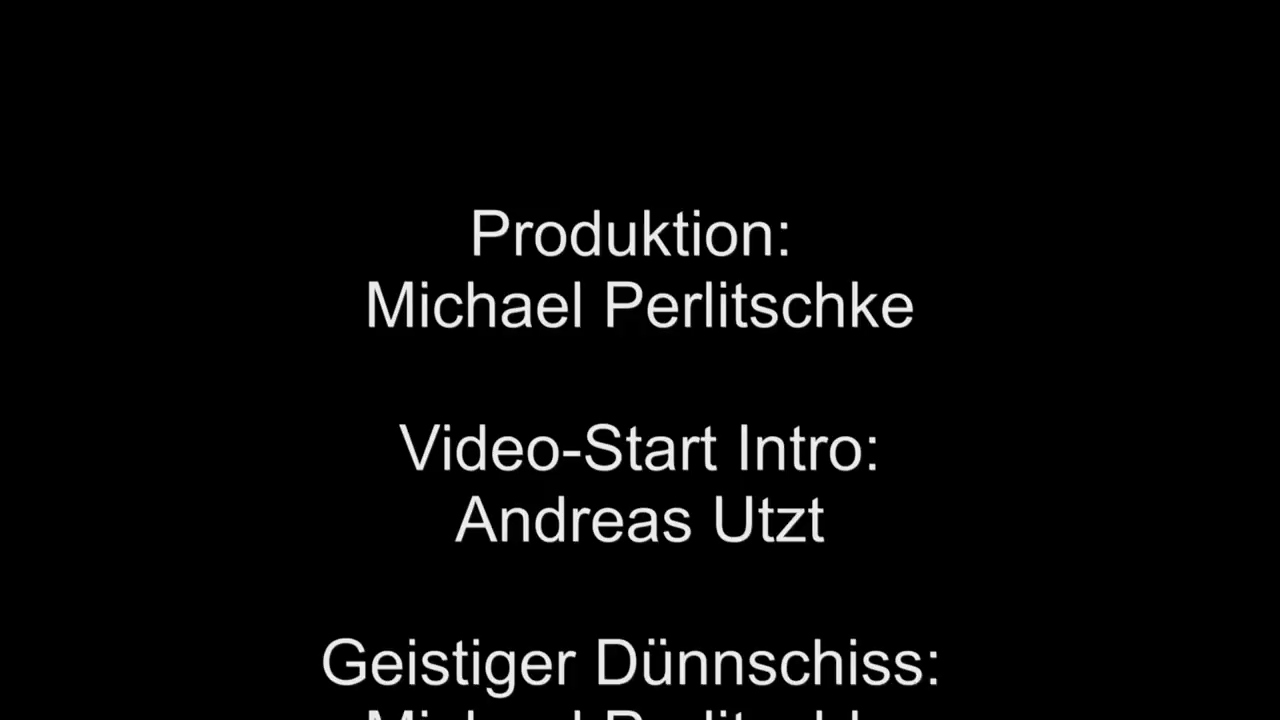 Produktion:
Michael Perlitschke
Video-Start Intro:
Andreas Utzt
Geistiger Dünnschiss: